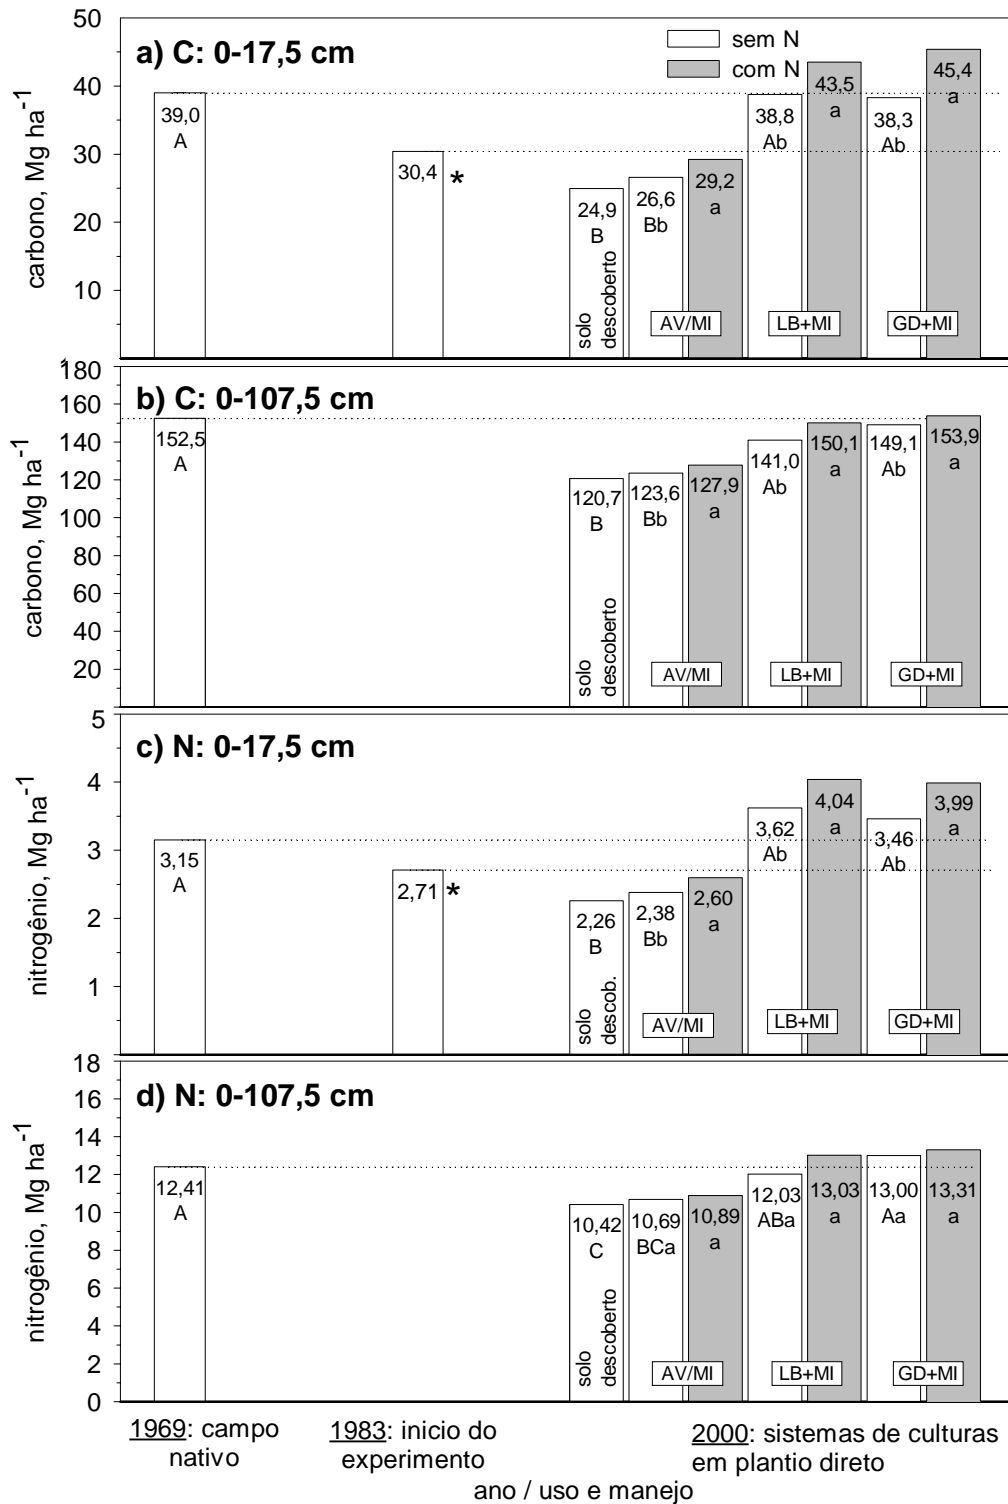 a) C: 0-17,5 cm
sem N
com N
carbono, Mg ha-1
50
40
30
20
10
39,0
A
30,4
*
24,9
B
solo
descoberto
26,6
Bb
29,2
a
AV/MI
38,8
Ab
43,5
a
LB+MI
38,3
Ab
45,4
a
GD+MI
b) C: 0-107,5 cm
carbono, Mg ha-1
180
160
140
120
100
80
60
40
20
152,5
A
120,7
B
solo
descoberto
123,6
Bb
127,9
a
AV/MI
141,0
Ab
150,1
a
LB+MI
149,1
Ab
153,9
a
GD+MI
c) N: 0-17,5 cm
nitrogênio, Mg ha-1
5
4
3
2
1
3,15
A
2,71
*
2,26
B
solo
descob.
2,38
Bb
2,60
a
AV/MI
3,62
Ab
4,04
a
LB+MI
3,46
Ab
3,99
a
GD+MI
d) N: 0-107,5 cm
nitrogênio, Mg ha-1
18
16
14
12
10
8
6
4
2
0
12,41
A
10,42
C
solo
descoberto
10,69
BCa
10,89
a
AV/MI
12,03
ABa
13,03
a
LB+MI
13,00
Aa
13,31
a
GD+MI
1969: campo
nativo
1983: inicio do
experimento
2000: sistemas de culturas
em plantio direto
ano / uso e manejo